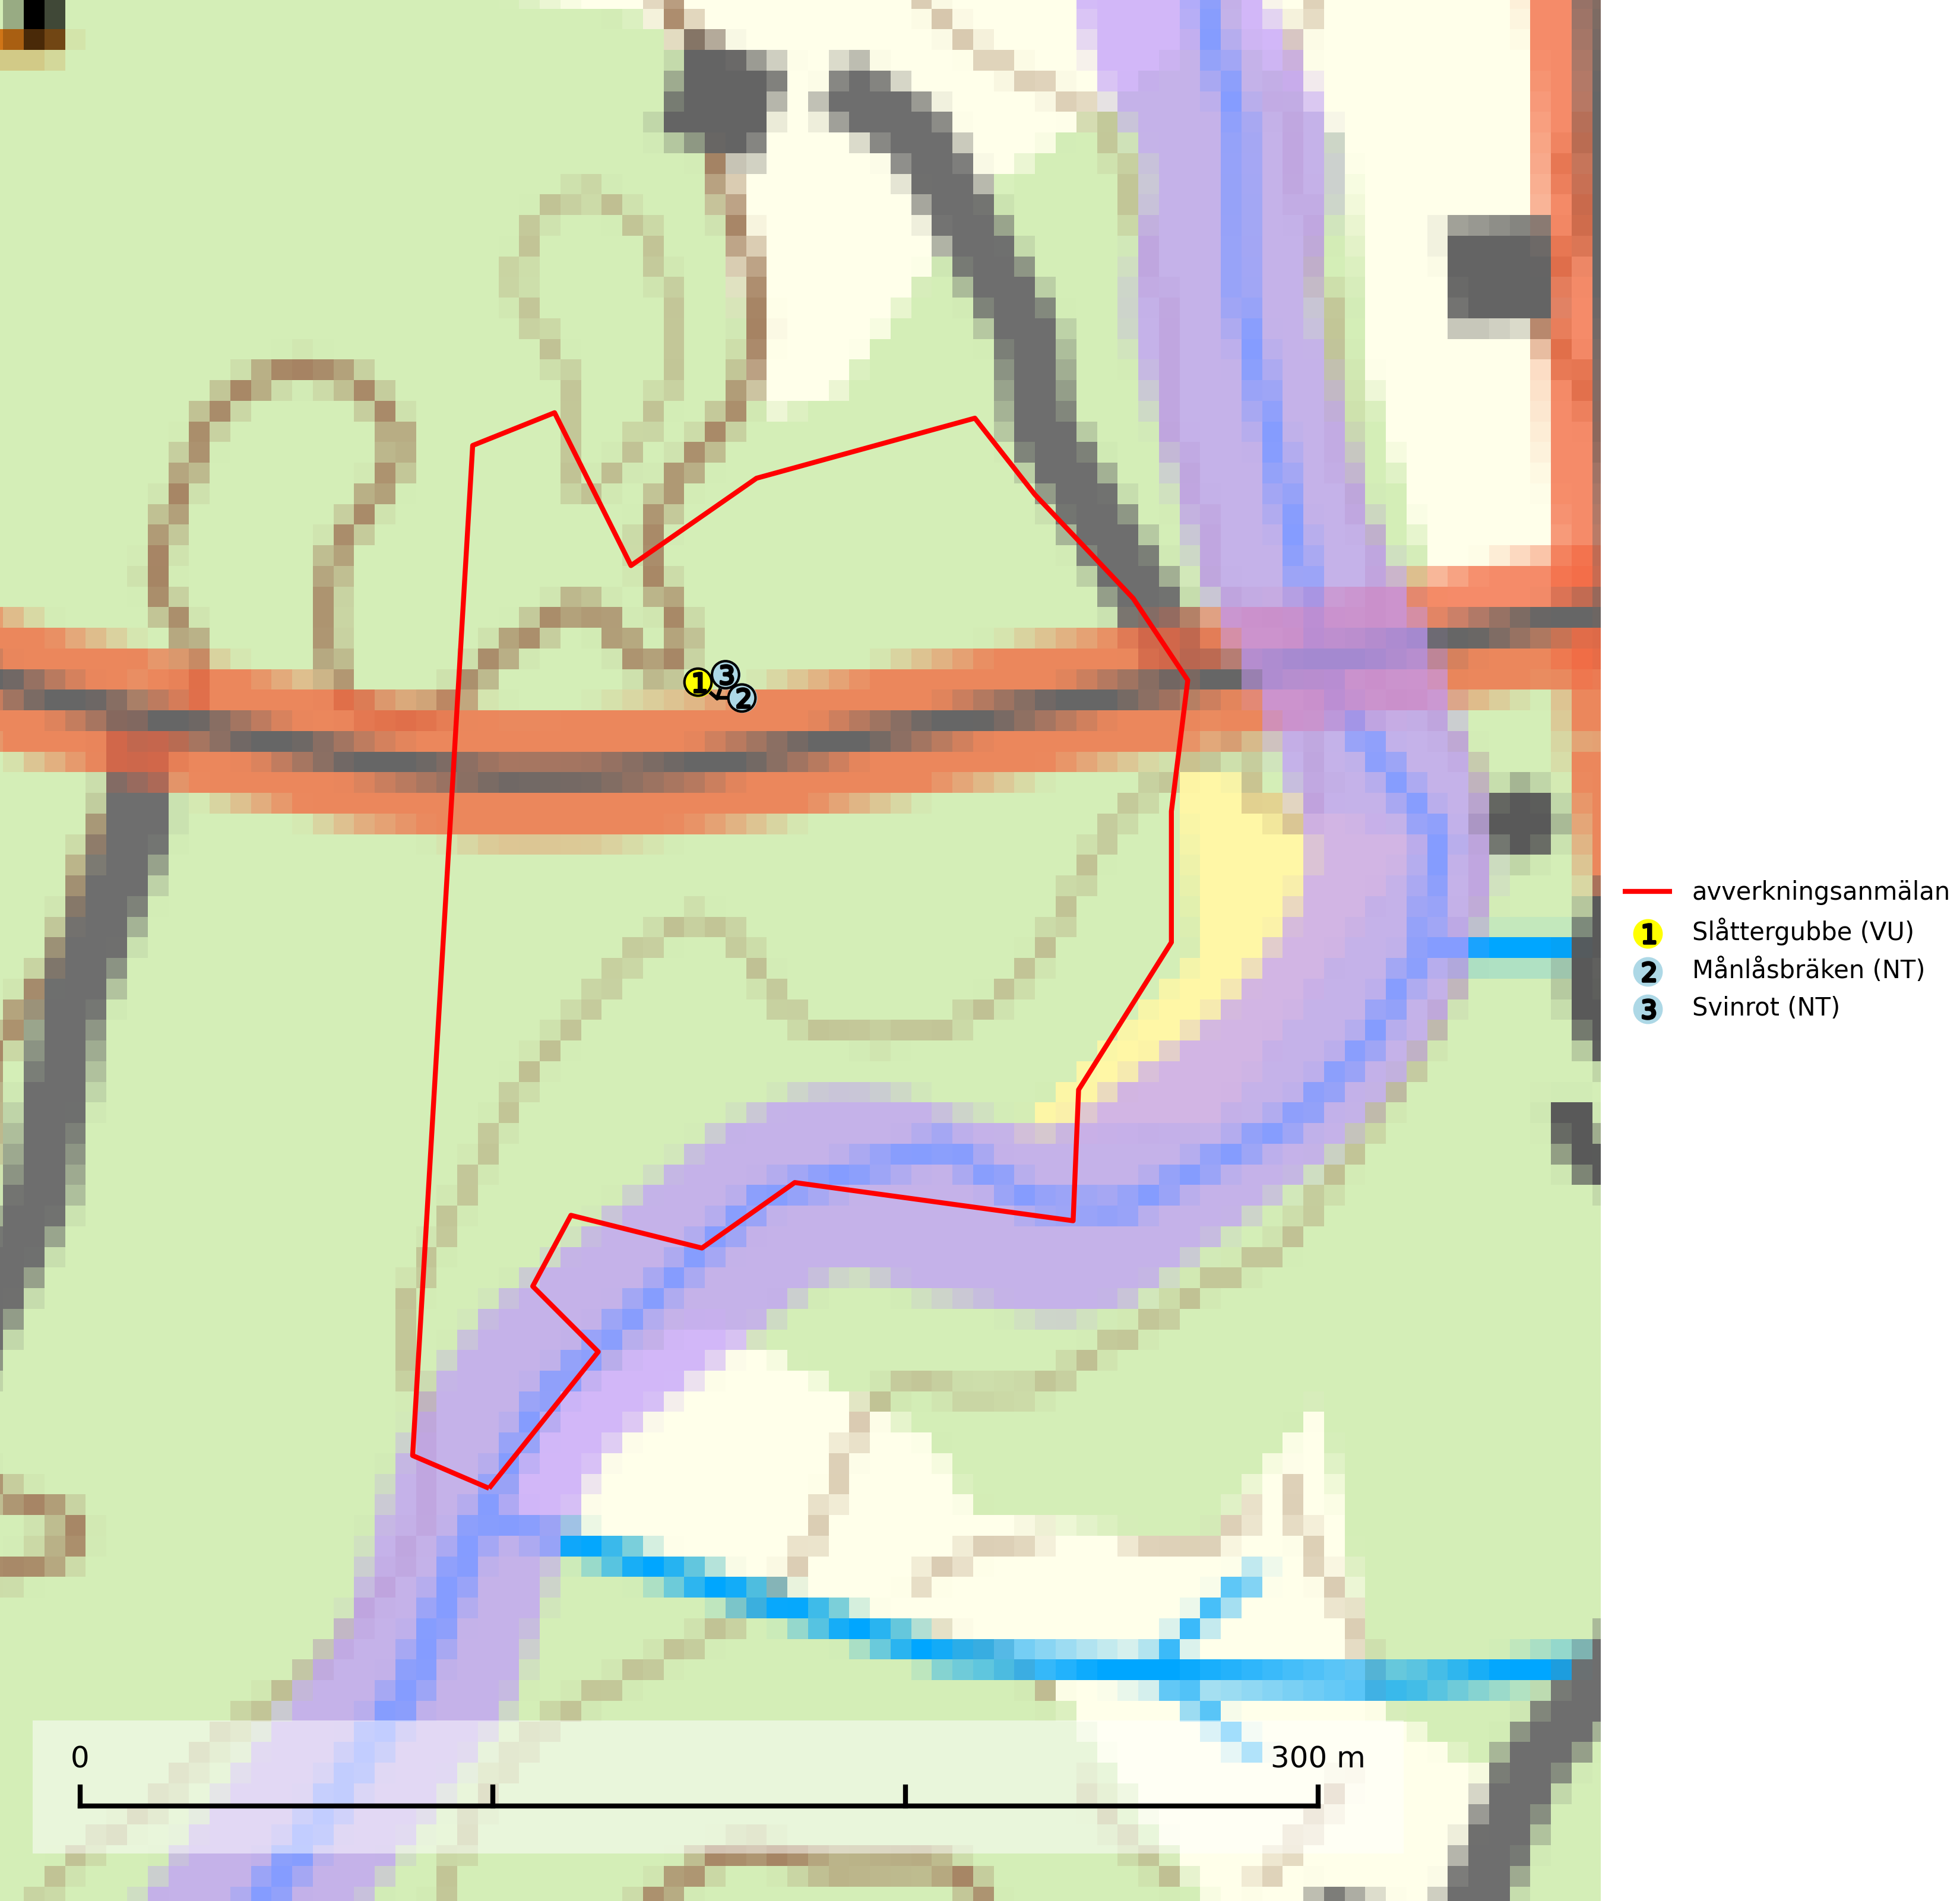 1
3
2
avverkningsanmälan
1 Slåttergubbe (VU)
2 Månlåsbräken (NT)
3 Svinrot (NT)
0 300 m